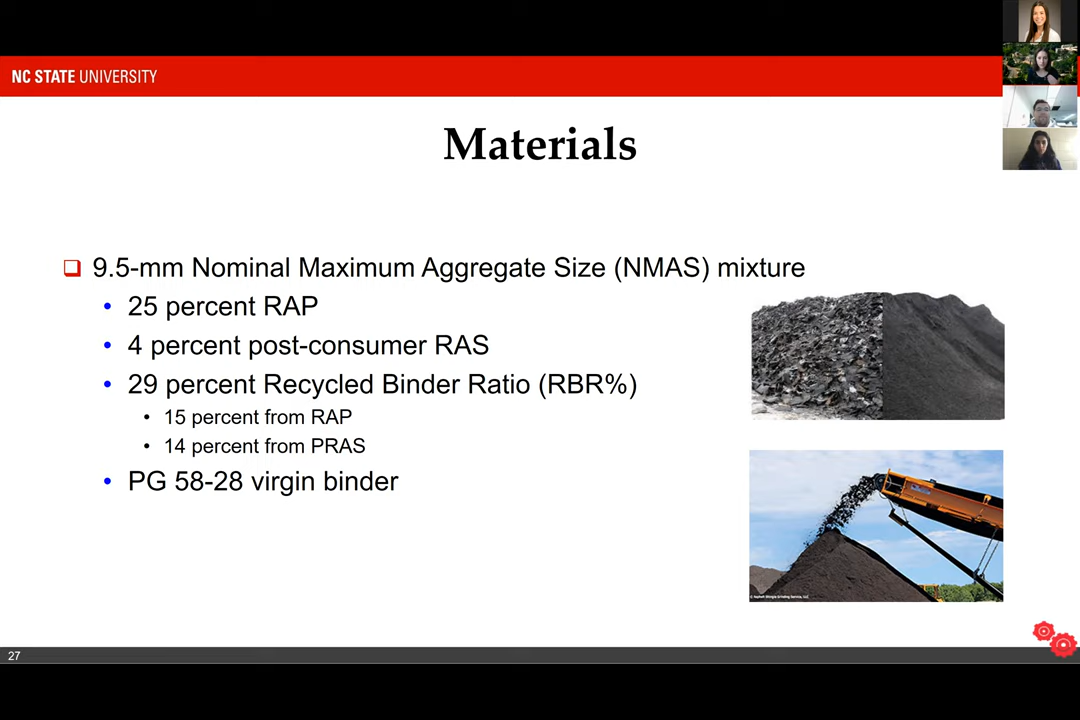 NC STATE UNIVERSITY
Materials
9.5-mm Nominal Maximum Aggregate Size (NMAS) mixture
25 percent RAP
4 percent post-consumer RAS
29 percent Recycled Binder Ratio (RBR%)
15 percent from RAP
14 percent from PRAS
PG 58-28 virgin binder
27